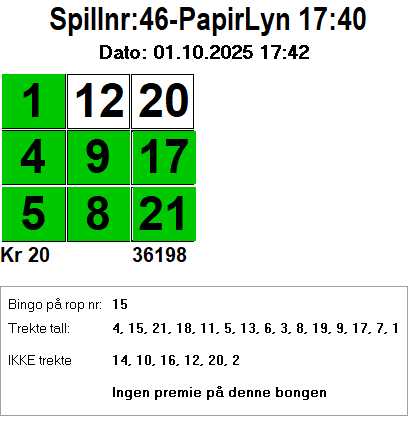 Spillnr:46-PapirLyn 17:40
Dato: 01.10.2025 17:42
1 12 20
4 9 17
5 8 21
Kr 20 36198
Bingo på rop nr: 15
Trekte tall: 4, 15, 21, 18, 11, 5, 13, 6, 3, 8, 19, 9, 17, 7, 1
IKKE trekte 14, 10, 16, 12, 20, 2
Ingen premie på denne bongen